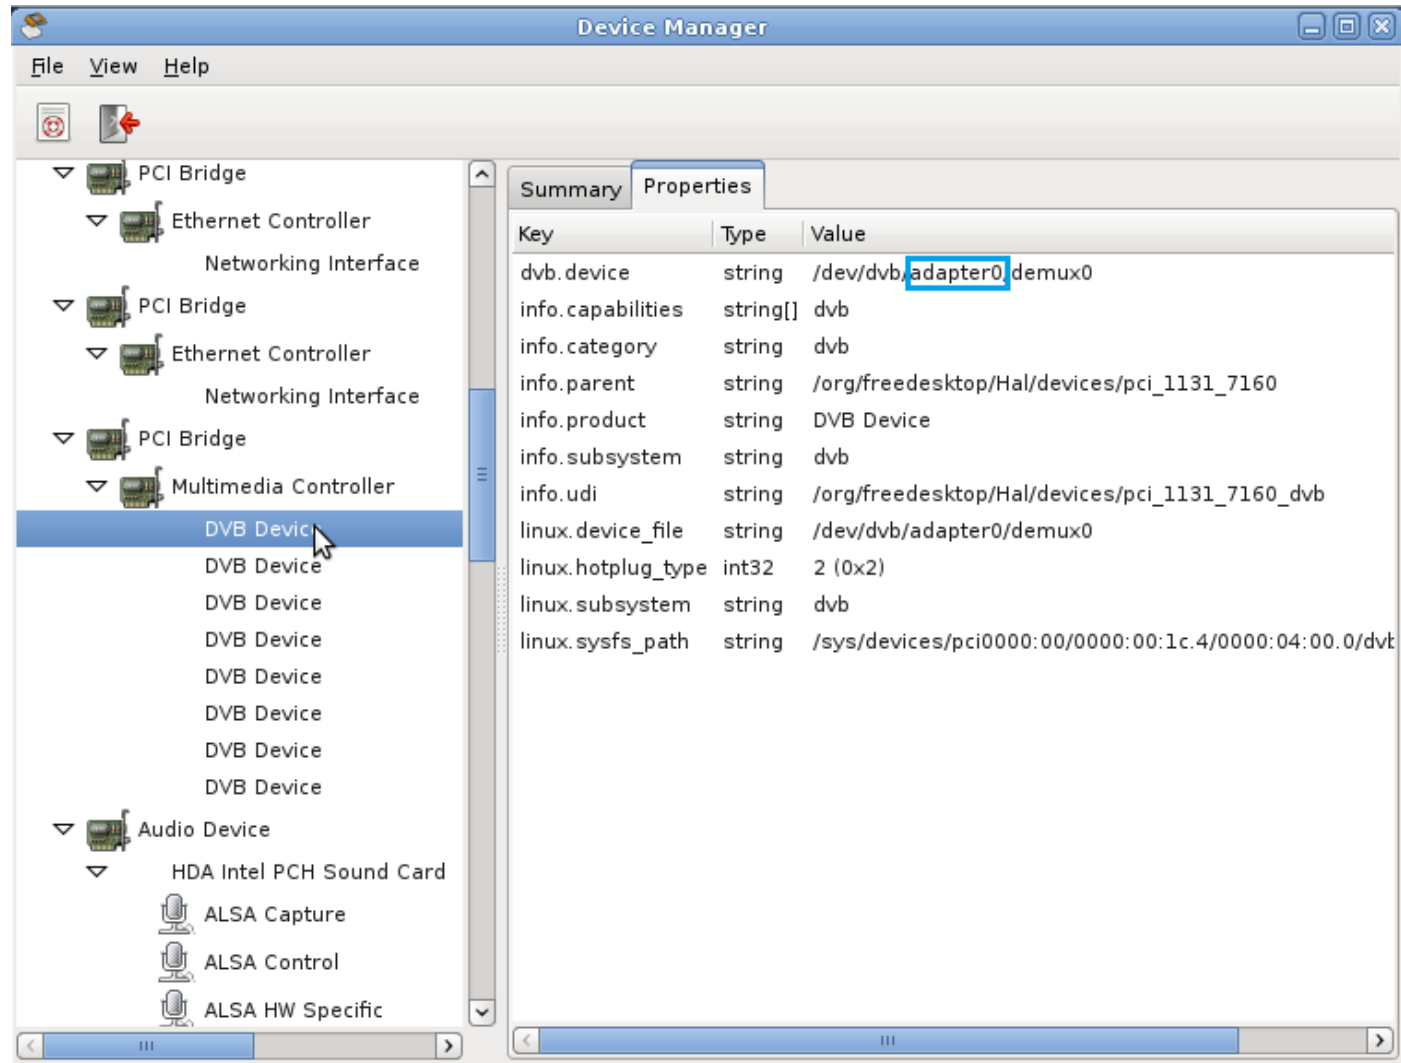 Device Manager
File View Help
PCI Bridge
Ethernet Controller
Networking Interface
PCI Bridge
Ethernet Controller
Networking Interface
PCI Bridge
Multimedia Controller
DVB Device
DVB Device
DVB Device
DVB Device
DVB Device
DVB Device
DVB Device
DVB Device
Audio Device
HDA Intel PCH Sound Card
ALSA Capture
ALSA Control
ALSA HW Specific
Summary Properties
Key Type Value
dvb.device string /dev/dvb/adapter0/demux0
info.capabilities string[] dvb
info.category string dvb
info.parent string /org/freedesktop/Hal/devices/pci_1131_7160
info.product string DVB Device
info.subsystem string dvb
info.udi string /org/freedesktop/Hal/devices/pci_1131_7160_dvb
linux.device_file string /dev/dvb/adapter0/demux0
linux.hotplug_type int32 2 (0x2)
linux.subsystem string dvb
linux.sysfs_path string /sys/devices/pci0000:00/0000:00:1c.4/0000:04:00.0/dvb